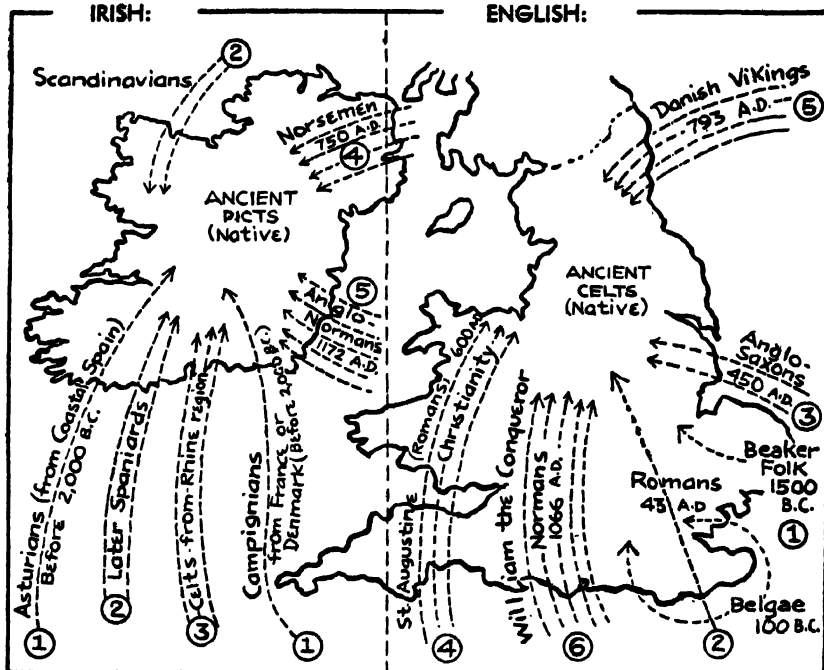 IRISH:
ENGLISH:
②
Scandinavians
Norsemen
750 A.D.
④
ANCIENT
PICTS
(Native)
⑤
Anglo-
Normans
1172 A.D.
Asturians (from Coastal Spain)
Before 2,000 B.C.
①
Later Spaniards
②
Celts from Rhine region
③
Campignians
from France or
Denmark (Before 2,000 B.C.)
①
Danish Vikings
793 A.D.
⑤
ANCIENT
CELTS
(Native)
Anglo-
Saxons
450 A.D.
③
Beaker
Folk
1500
B.C.
①
Romans
43 A.D
Belgae
100 B.C.
②
St Augustine (Romans) 600 A.D.
Christianity
④
William the Conqueror
Normans
1066 A.D.
⑥